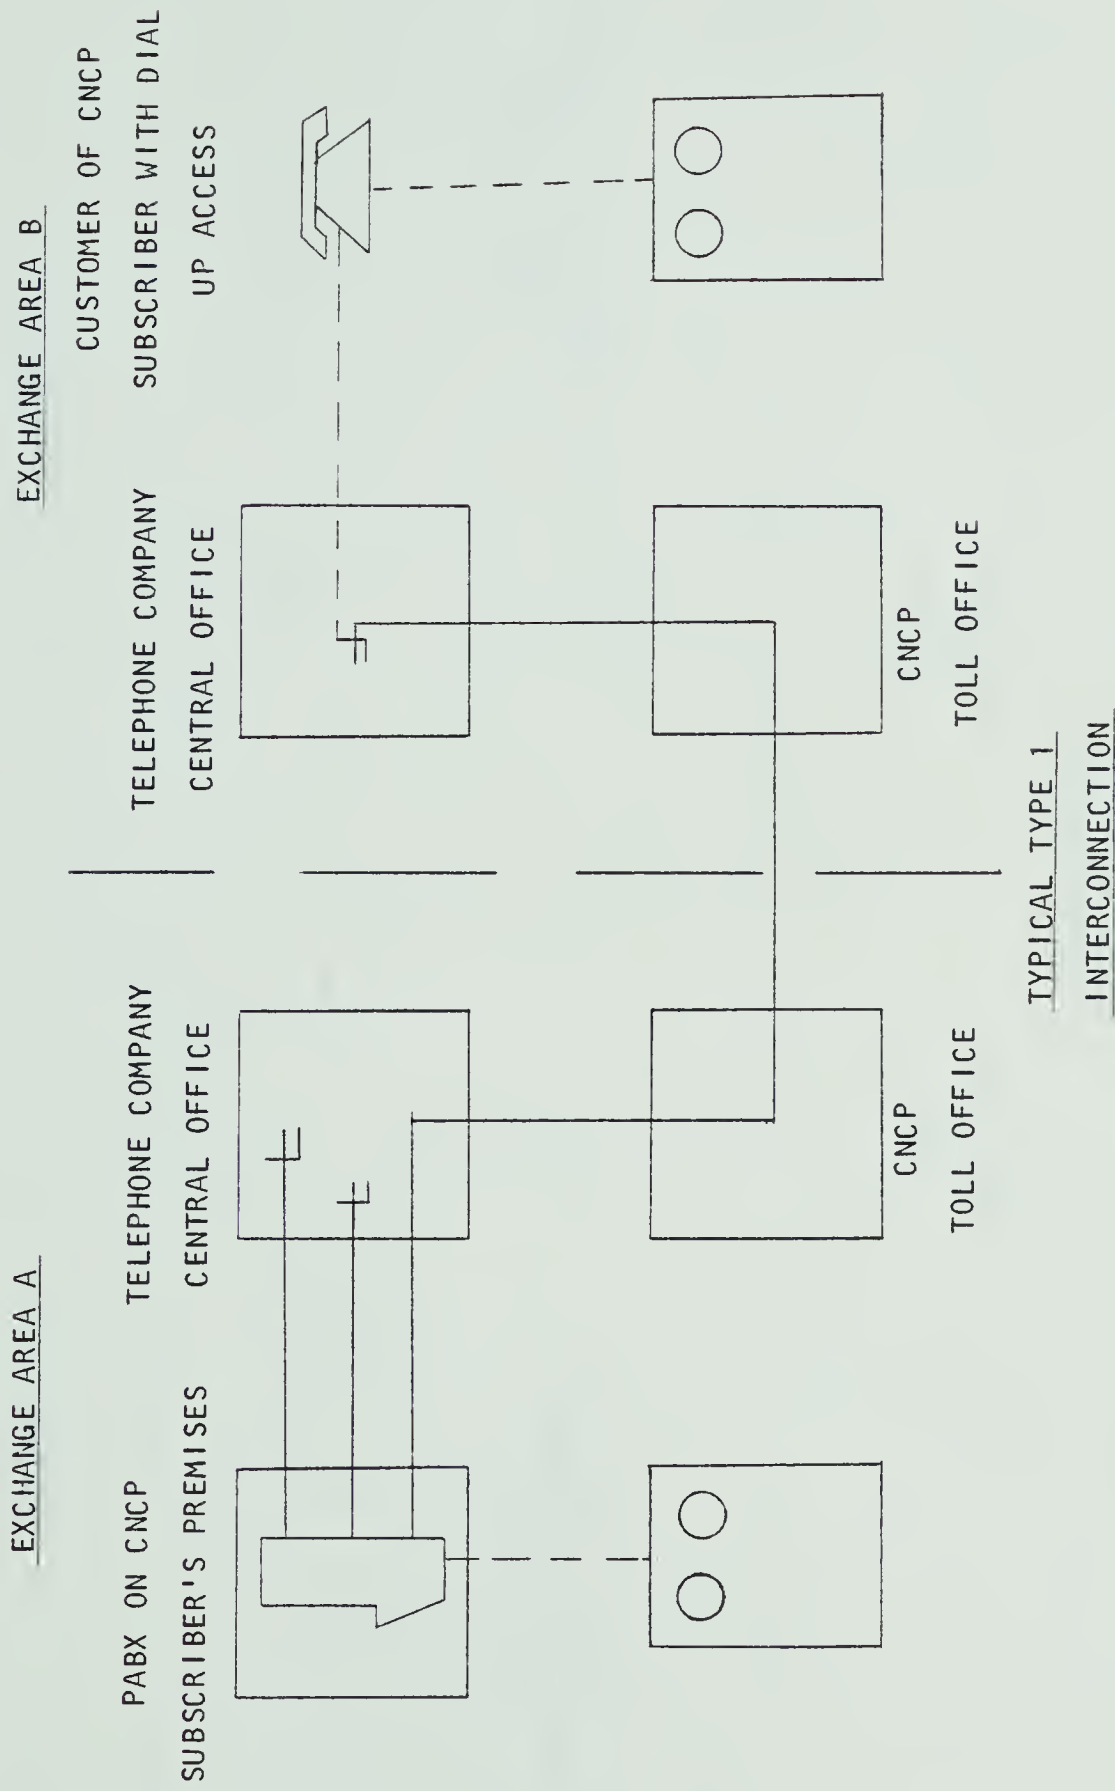 EXCHANGE AREA A
EXCHANGE AREA B
PABX ON CNCP
SUBSCRIBER'S PREMISES
TELEPHONE COMPANY
CENTRAL OFFICE
TELEPHONE COMPANY
CENTRAL OFFICE
CUSTOMER OF CNCP
SUBSCRIBER WITH DIAL
UP ACCESS
CNCP
TOLL OFFICE
CNCP
TOLL OFFICE
TYPICAL TYPE 1
INTERCONNECTION